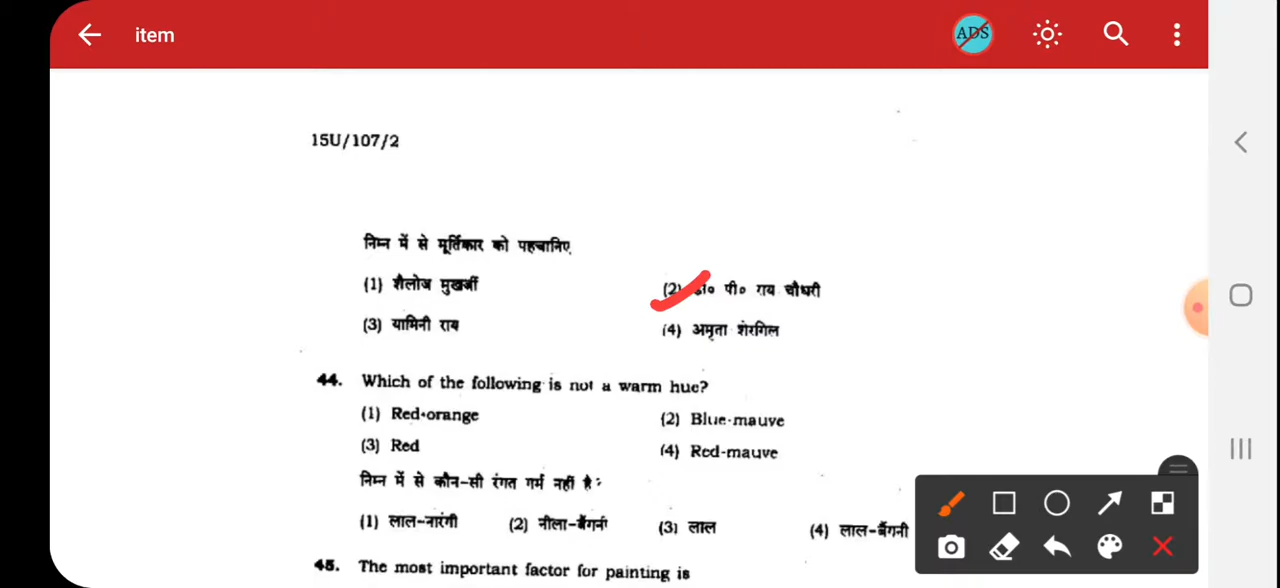 item
ADS
15U/107/2
निम्न में से मूर्तिकार को पहचानिए
(1) शैलोज मुखर्जी (2) डी० पी० राय चौधरी
(3) यामिनी राय (4) अमृता शेरगिल
44. Which of the following is not a warm hue?
(1) Red-orange (2) Blue-mauve
(3) Red (4) Red-mauve
निम्न में से कौन-सी रंगत गर्म नहीं है?
(1) लाल-नारंगी (2) नीला-बैंगनी (3) लाल (4) लाल-बैंगनी
45. The most important factor for painting is